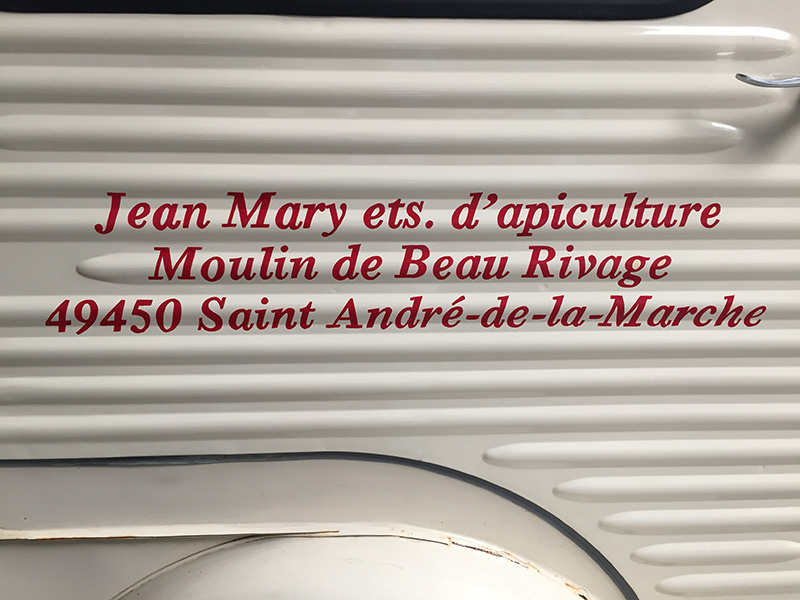 Jean Mary ets. d'apiculture
Moulin de Beau Rivage
49450 Saint André-de-la-Marche